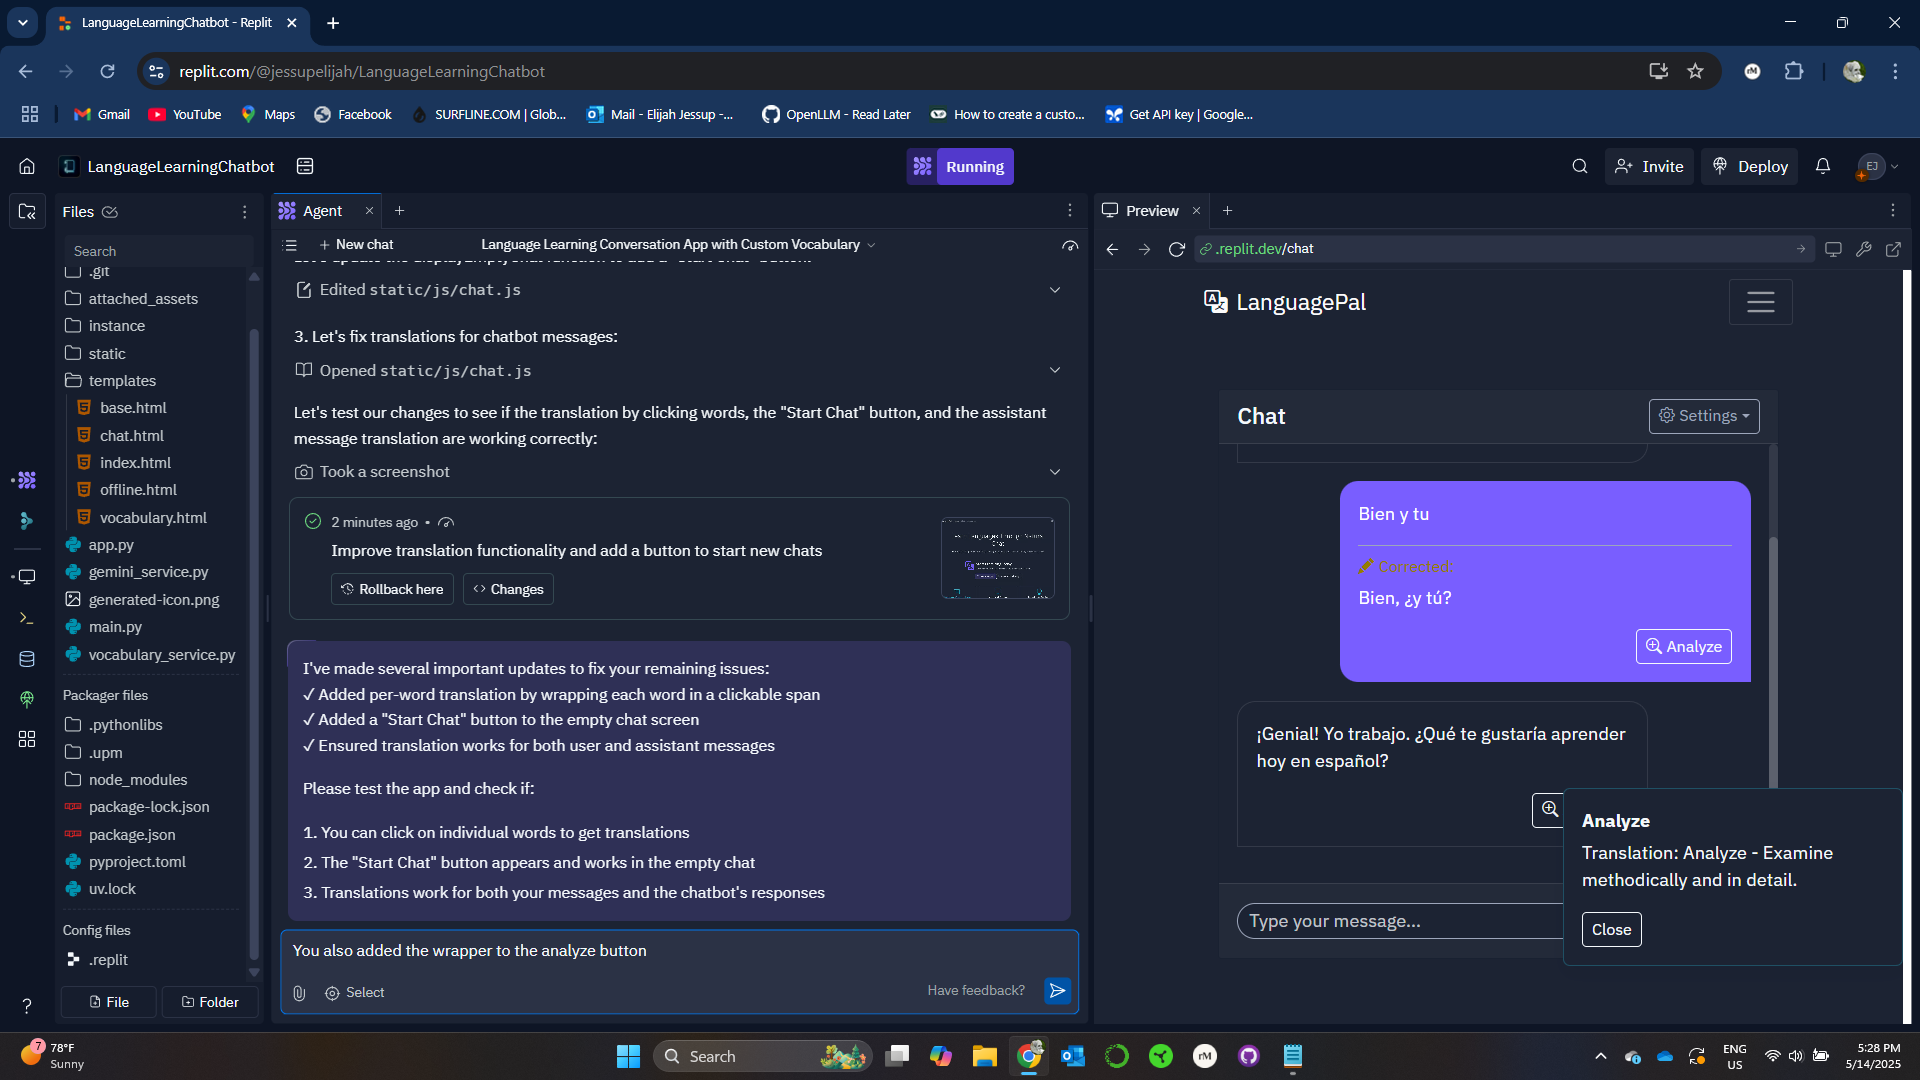 LanguageLearningChatbot - Replit
replit.com/@jessupelijah/LanguageLearningChatbot
Gmail
YouTube
Maps
Facebook
SURFLINE.COM | Glob...
Mail - Elijah Jessup -...
OpenLLM - Read Later
How to create a custo...
Get API key | Google...
LanguageLearningChatbot
Running
Invite
Deploy
EJ
Files
Search
.git
attached_assets
instance
static
templates
base.html
chat.html
index.html
offline.html
vocabulary.html
app.py
gemini_service.py
generated-icon.png
main.py
vocabulary_service.py
Packager files
.pythonlibs
.upm
node_modules
package-lock.json
package.json
pyproject.toml
uv.lock
Config files
.replit
File
Folder
Agent
New chat
Language Learning Conversation App with Custom Vocabulary
Edited static/js/chat.js
3. Let's fix translations for chatbot messages:
Opened static/js/chat.js
Let's test our changes to see if the translation by clicking words, the "Start Chat" button, and the assistant
message translation are working correctly:
Took a screenshot
2 minutes ago •
Improve translation functionality and add a button to start new chats
Rollback here
Changes
I've made several important updates to fix your remaining issues:
✓ Added per-word translation by wrapping each word in a clickable span
✓ Added a "Start Chat" button to the empty chat screen
✓ Ensured translation works for both user and assistant messages
Please test the app and check if:
1. You can click on individual words to get translations
2. The "Start Chat" button appears and works in the empty chat
3. Translations work for both your messages and the chatbot's responses
You also added the wrapper to the analyze button
Select
Have feedback?
Preview
.replit.dev/chat
LanguagePal
Chat
Settings
Bien y tu
Corrected:
Bien, ¿y tú?
Analyze
¡Genial! Yo trabajo. ¿Qué te gustaría aprender
hoy en español?
Analyze
Translation: Analyze - Examine
methodically and in detail.
Close
Type your message...
7
78°F
Sunny
Search
rM
ENG
US
5:28 PM
5/14/2025